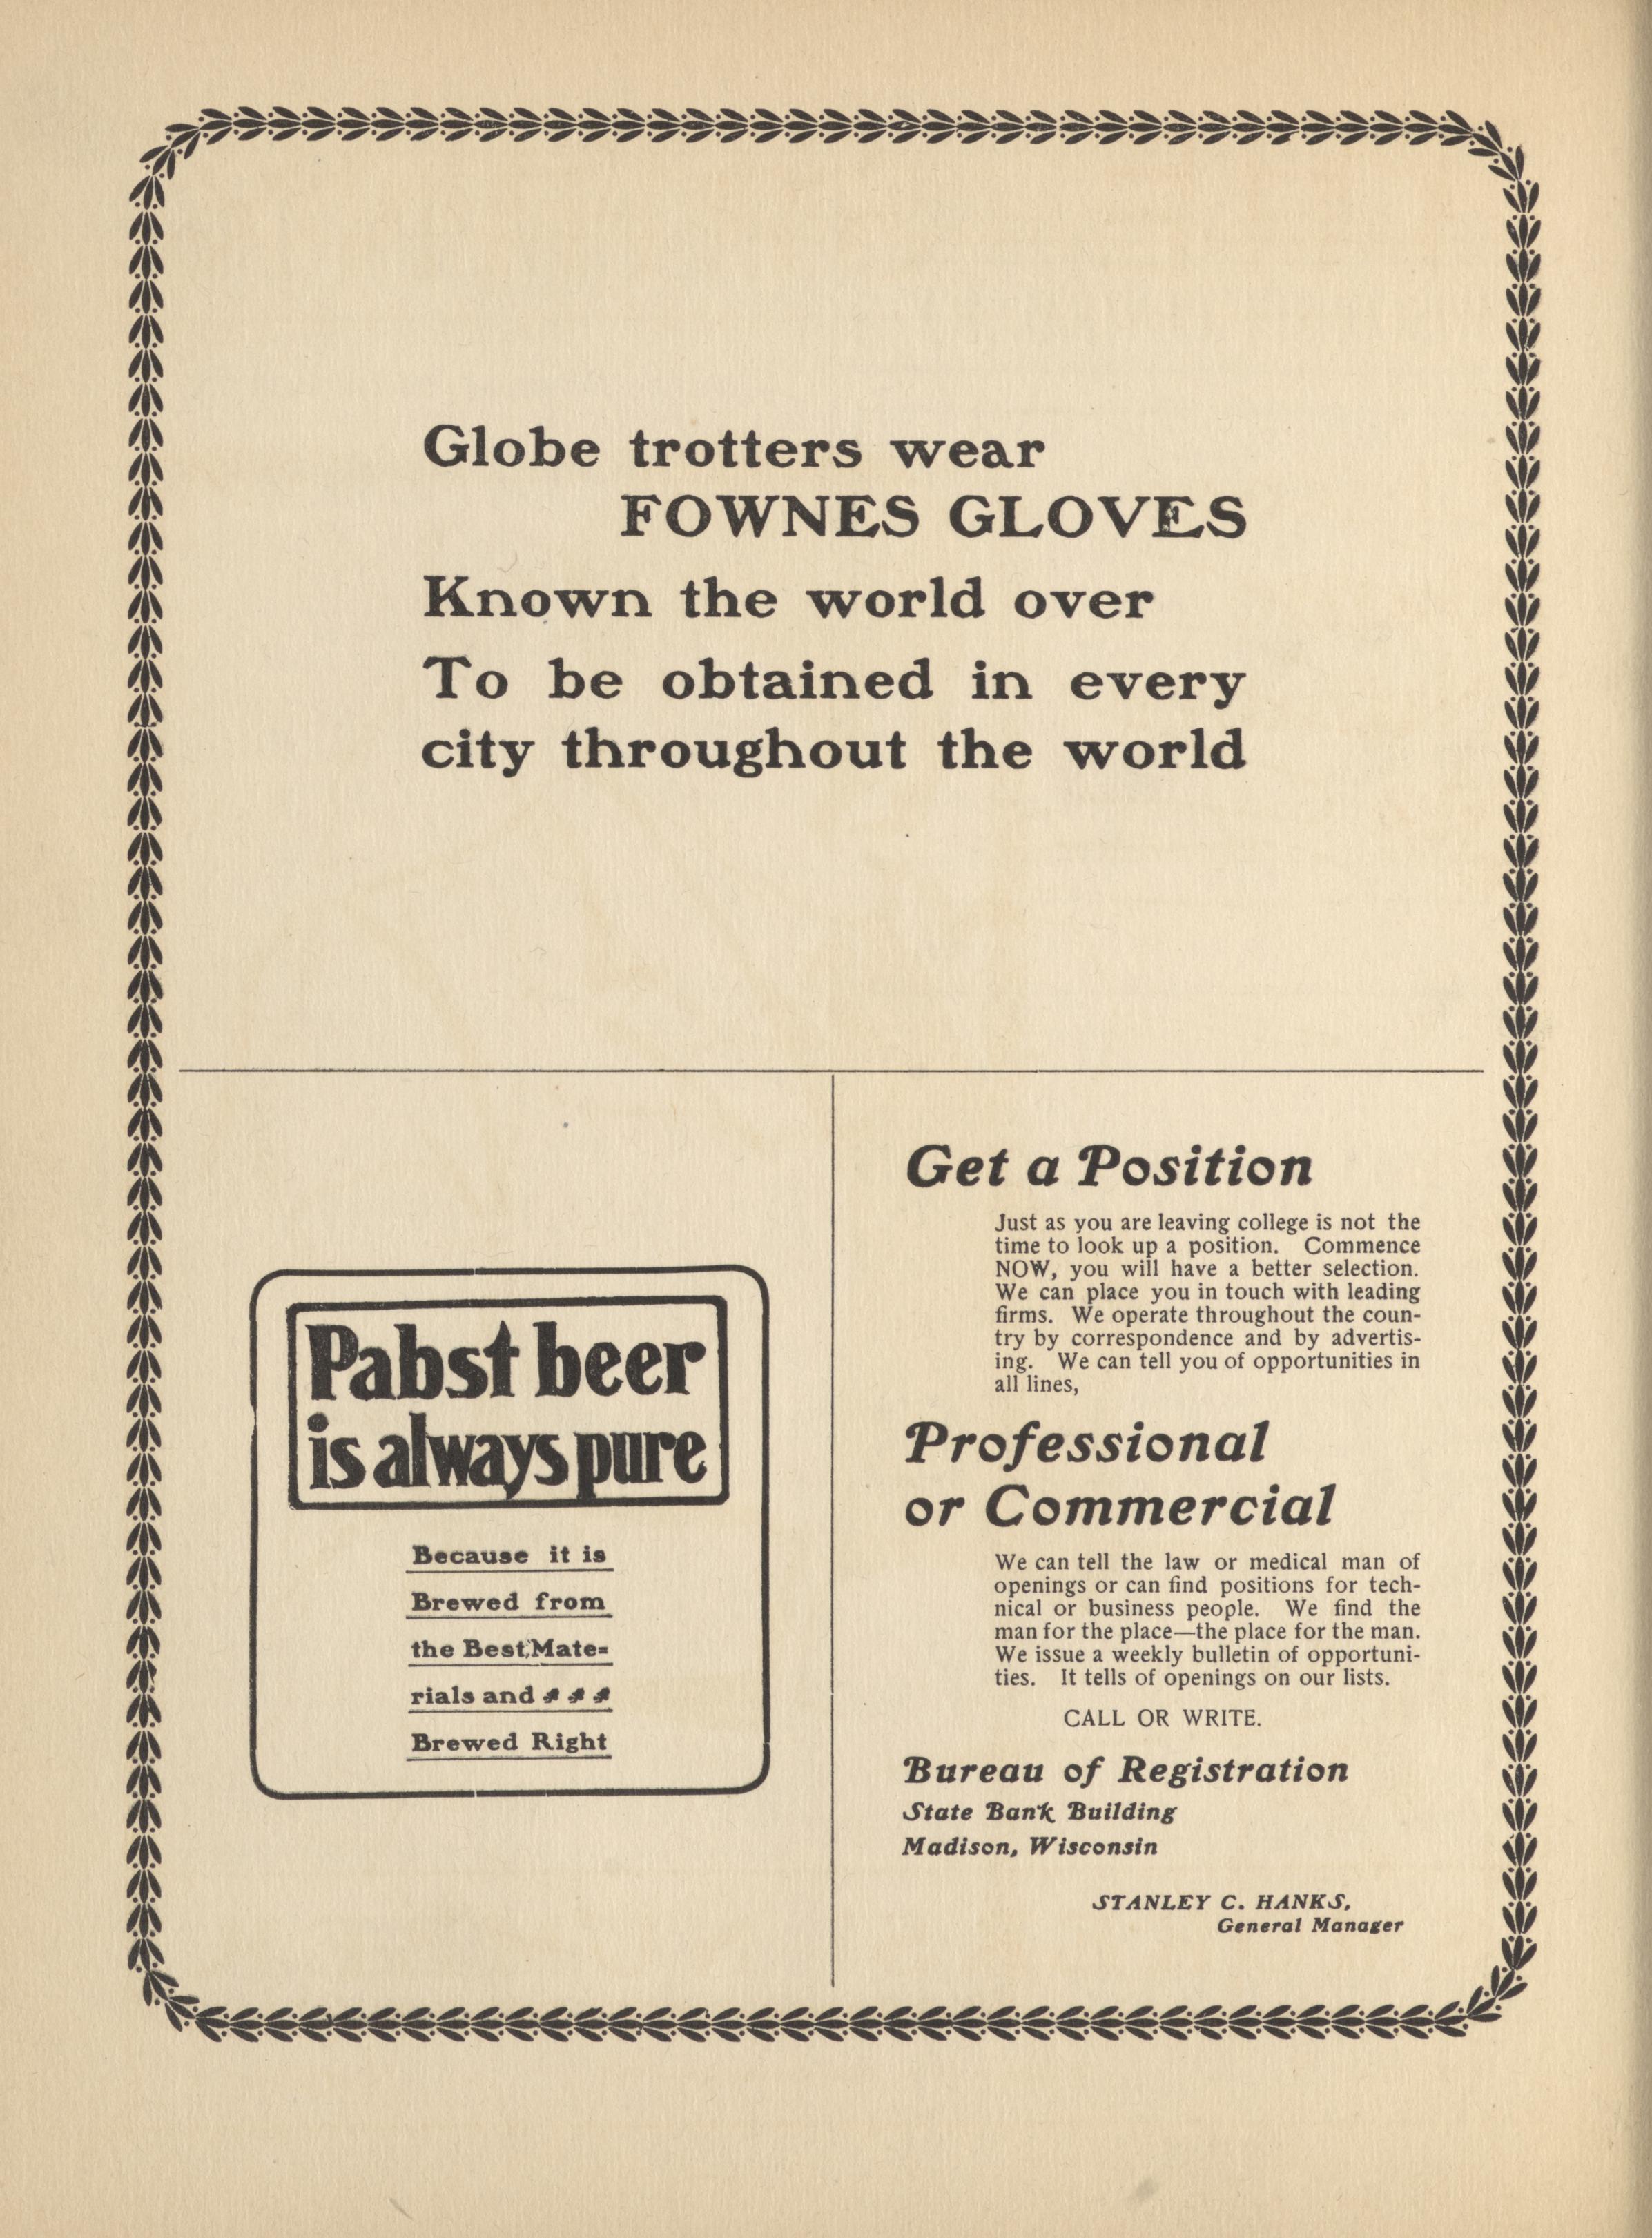 Globe trotters wear
FOWNES GLOVES
Known the world over
To be obtained in every
city throughout the world
Pabst beer
is always pure
Because it is
Brewed from
the Best Mate-
rials and
Brewed Right
Get a Position
Just as you are leaving college is not the
time to look up a position. Commence
NOW, you will have a better selection.
We can place you in touch with leading
firms. We operate throughout the coun-
try by correspondence and by advertis-
ing. We can tell you of opportunities in
all lines,
Professional
or Commercial
We can tell the law or medical man of
openings or can find positions for tech-
nical or business people. We find the
man for the place—the place for the man.
We issue a weekly bulletin of opportuni-
ties. It tells of openings on our lists.
CALL OR WRITE.
Bureau of Registration
State Bank Building
Madison, Wisconsin
STANLEY C. HANKS,
General Manager